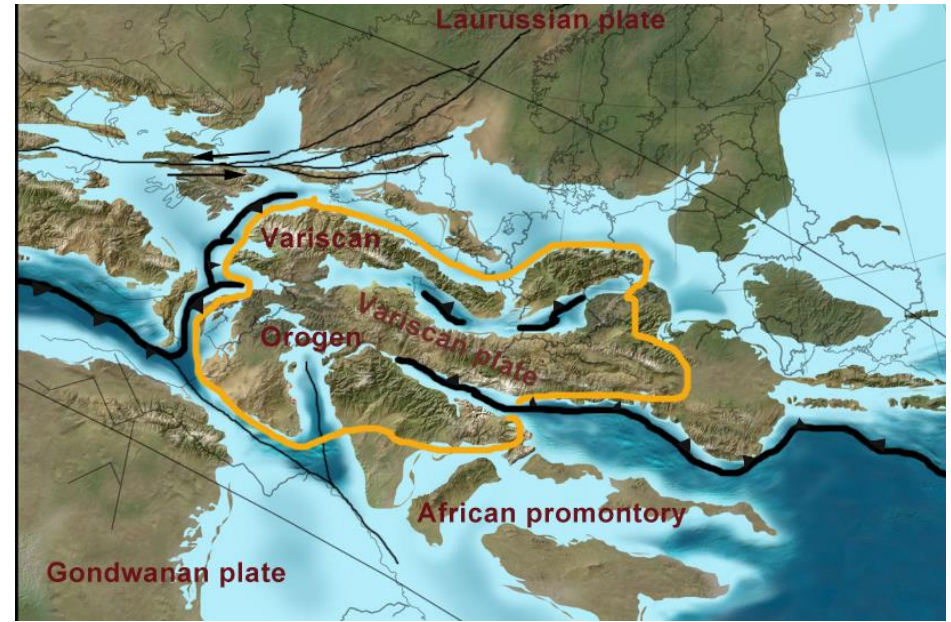 Laurussian plate
Variscan
Orogen
Variscan plate
African promontory
Gondwanan plate